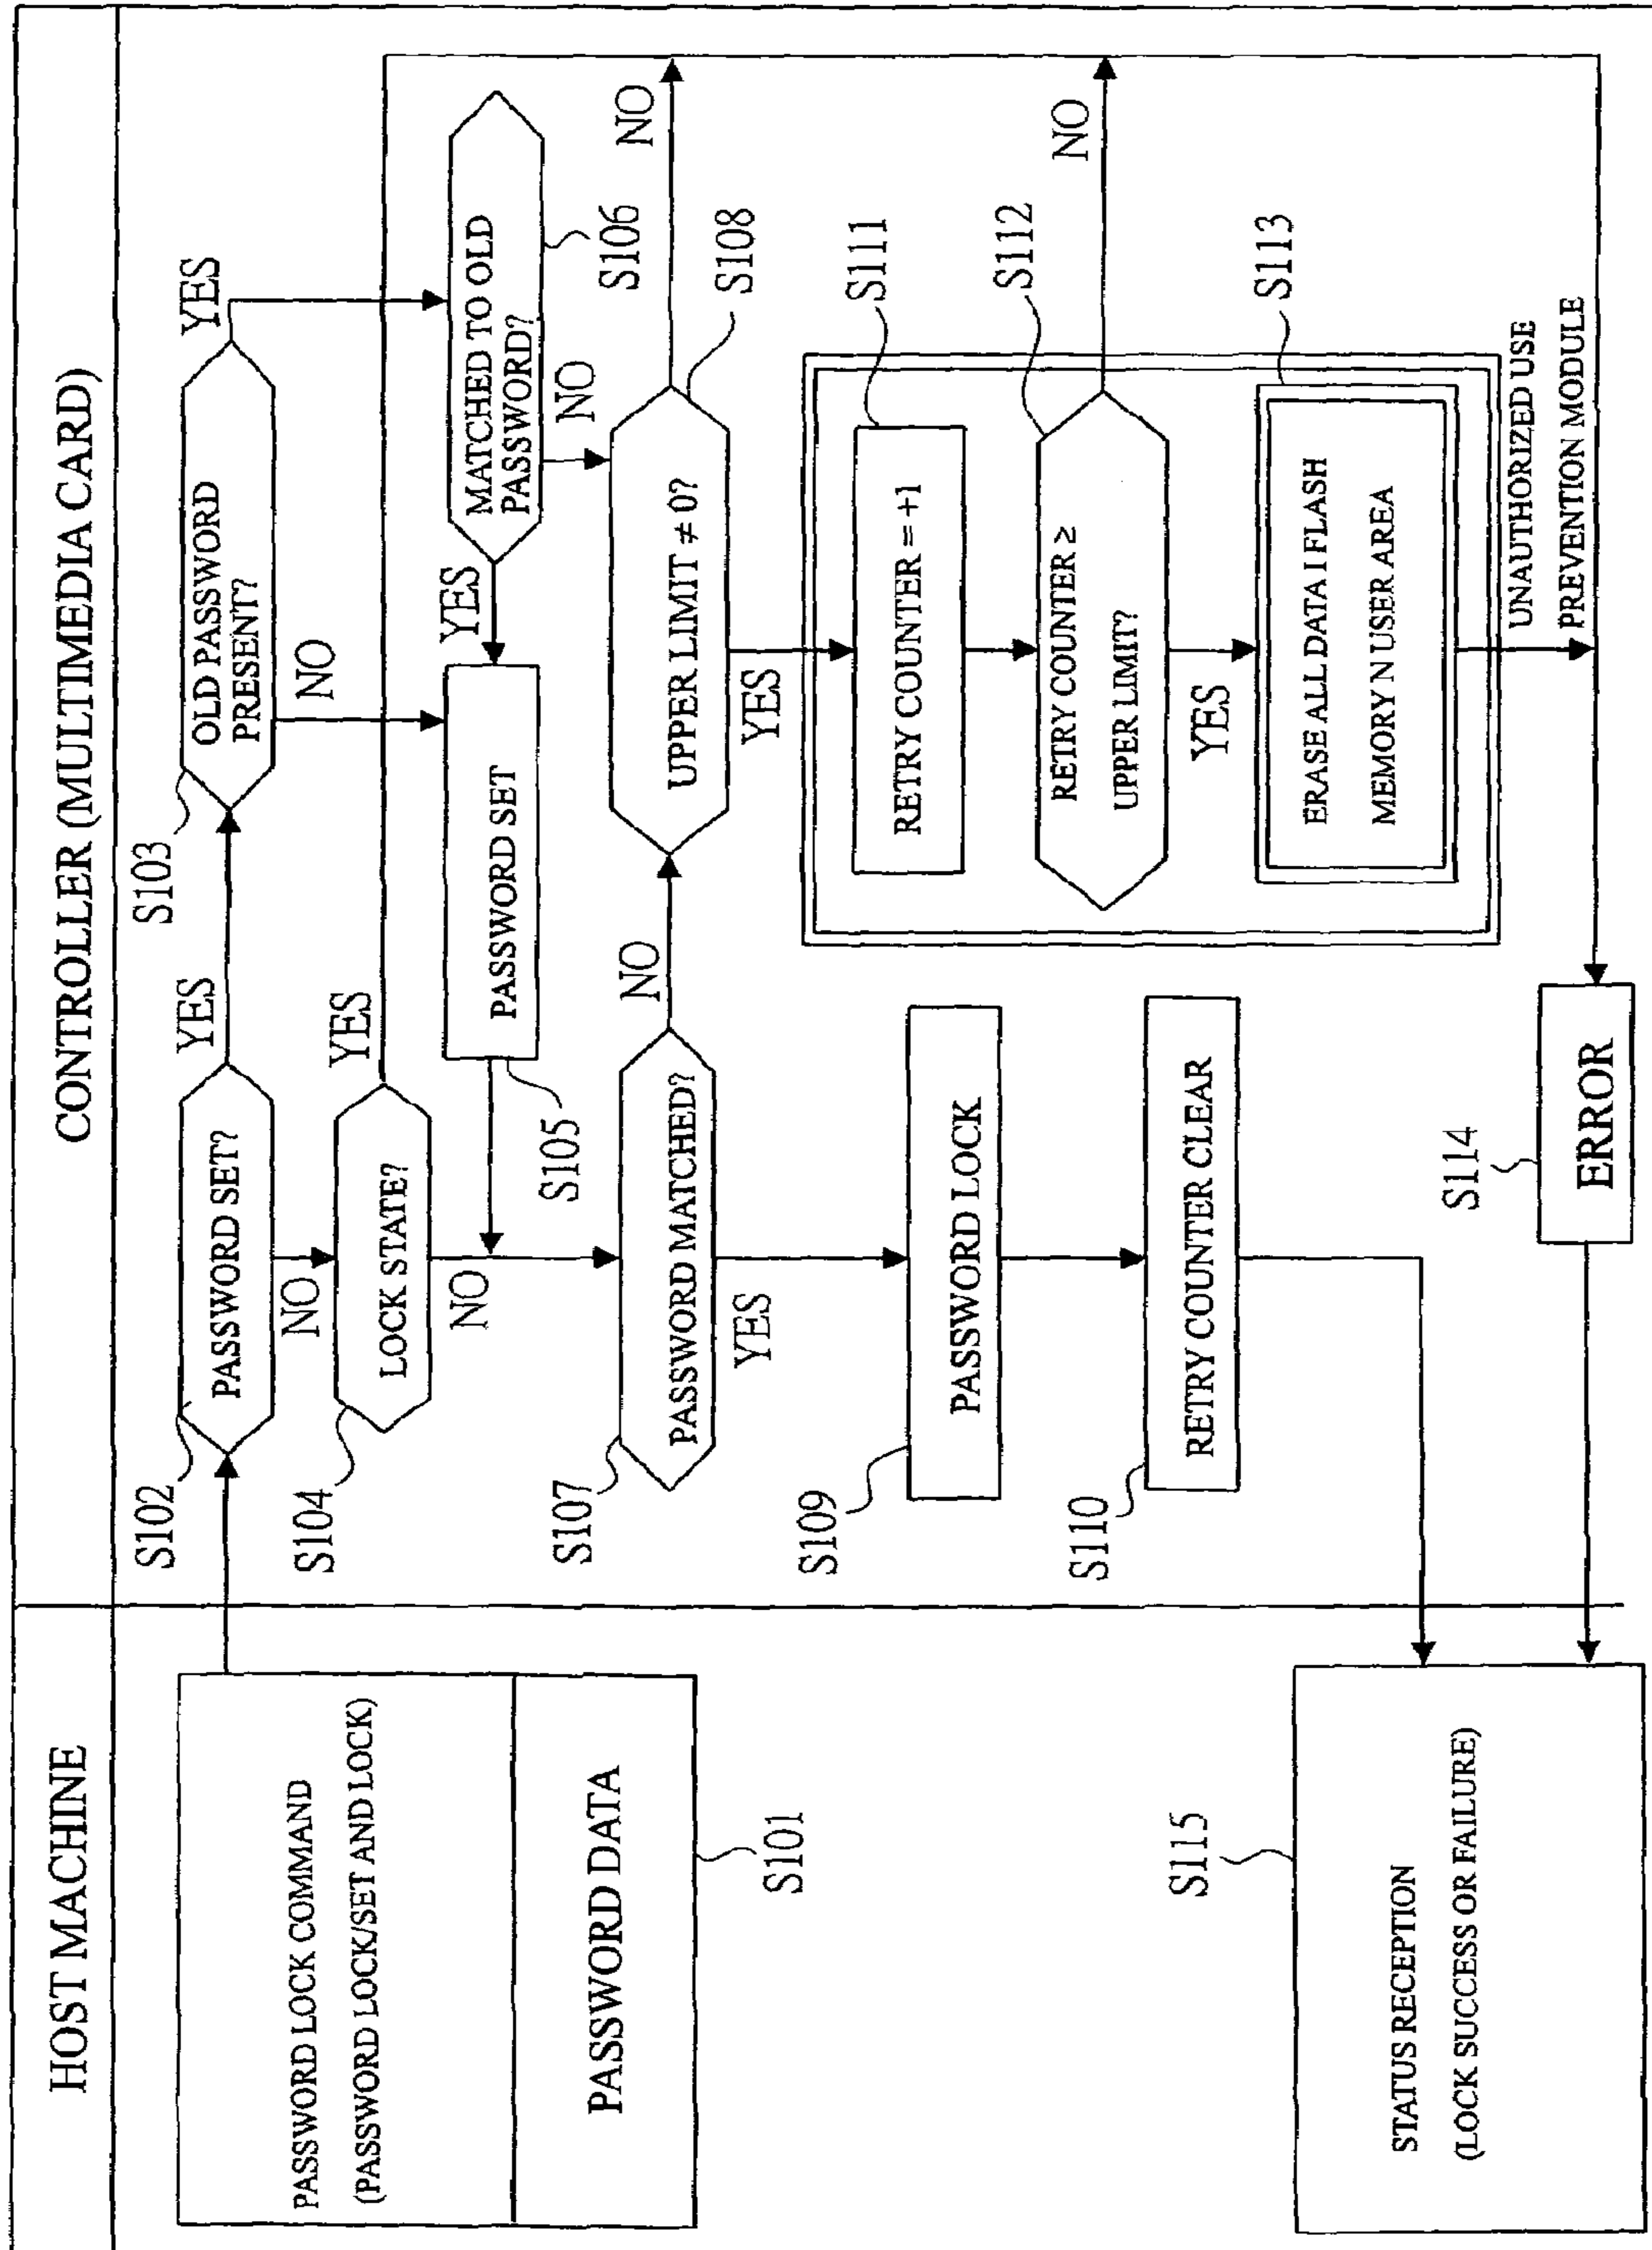 HOST MACHINE
CONTROLLER (MULTIMEDIA CARD)
PASSWORD LOCK COMMAND
(PASSWORD LOCK/SET AND LOCK)
PASSWORD DATA
S101
S102
PASSWORD SET?
YES
NO
S103
OLD PASSWORD
PRESENT?
YES
NO
S104
LOCK STATE?
YES
NO
PASSWORD SET
S105
YES
MATCHED TO OLD
PASSWORD?
S106
NO
S107
PASSWORD MATCHED?
NO
YES
UPPER LIMIT ≠ 0?
S108
NO
YES
S109
PASSWORD LOCK
RETRY COUNTER = +1
S111
S110
RETRY COUNTER CLEAR
RETRY COUNTER ≥
UPPER LIMIT?
S112
NO
YES
ERASE ALL DATA I FLASH
MEMORY N USER AREA
S113
UNAUTHORIZED USE
PREVENTION MODULE
S114
ERROR
S115
STATUS RECEPTION
(LOCK SUCCESS OR FAILURE)